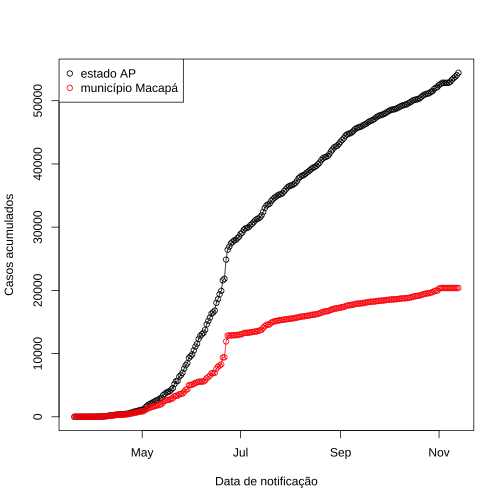 estado AP
município Macapá
Casos acumulados
50000
40000
30000
20000
10000
0
May Jul Sep Nov
Data de notificação